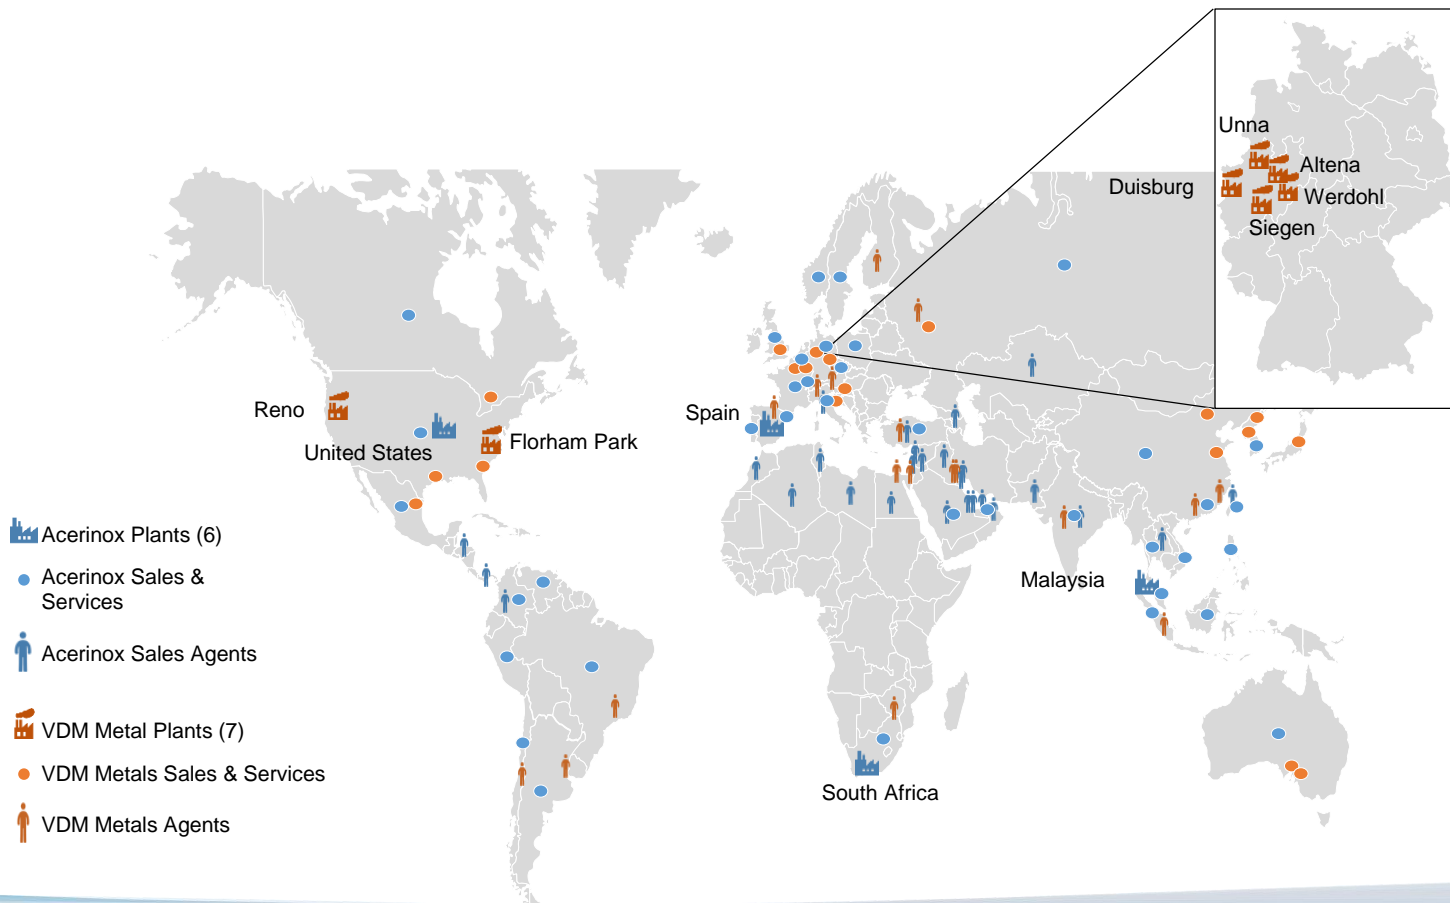 Unna
Altena
Duisburg
Werdohl
Siegen
Reno
Spain
United States
Florham Park
Acerinox Plants (6)
Acerinox Sales &
Services
Malaysia
Acerinox Sales Agents
VDM Metal Plants (7)
VDM Metals Sales & Services
South Africa
VDM Metals Agents